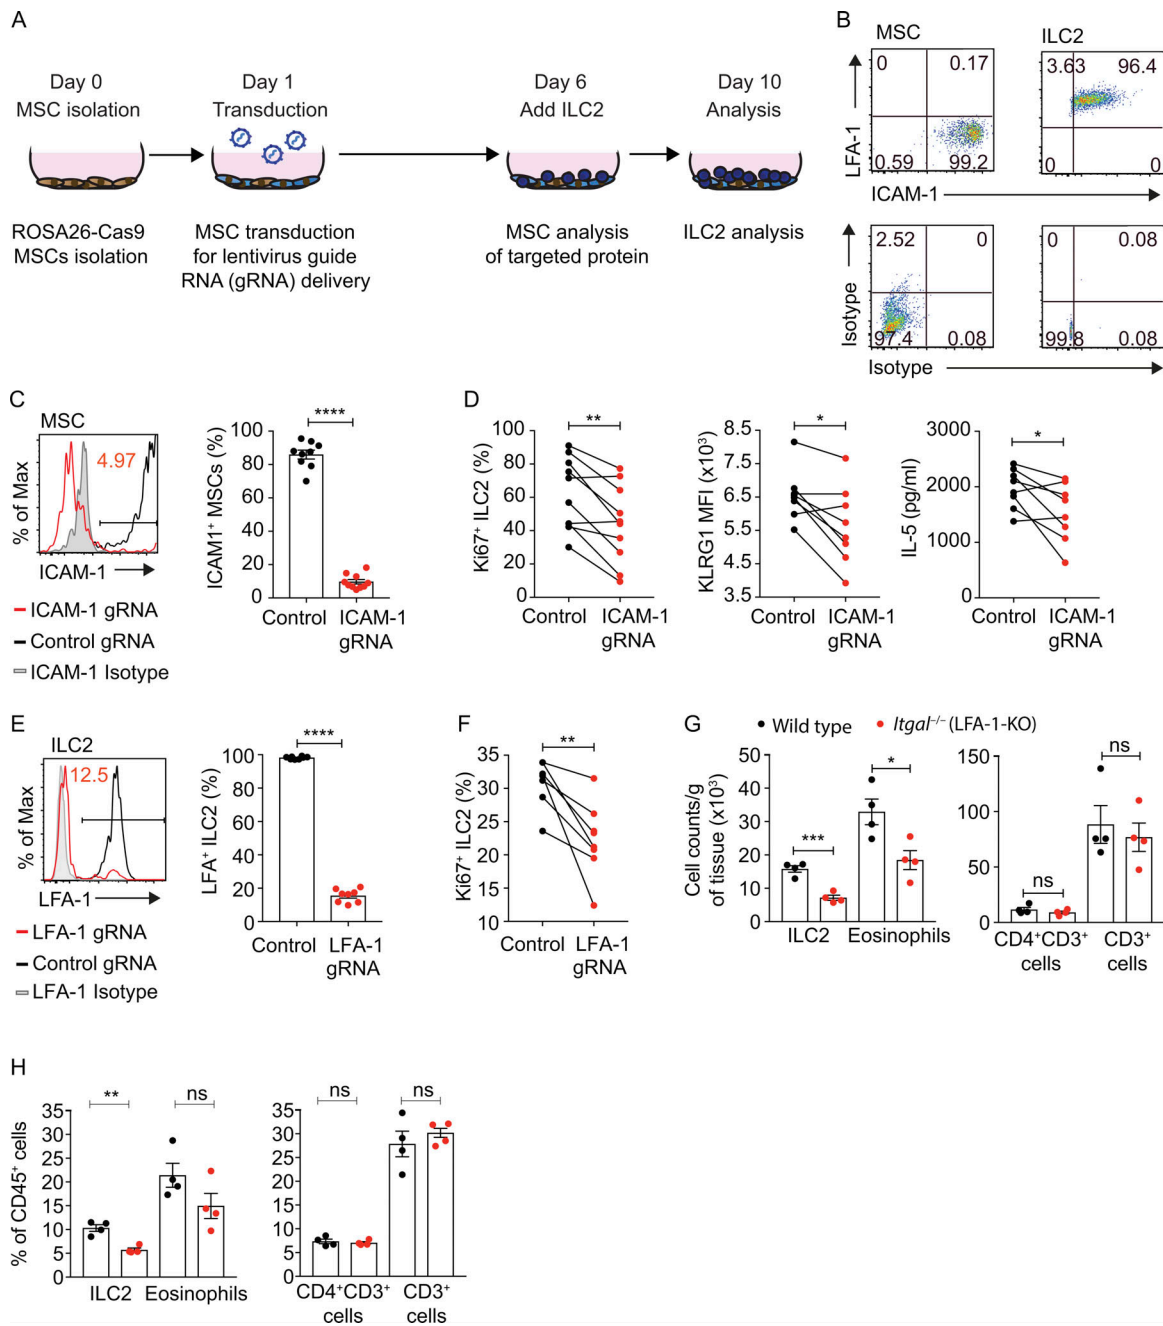 A
Day 0
MSC isolation
Day 1
Transduction
Day 6
Add ILC2
Day 10
Analysis
ROSA26-Cas9
MSCs isolation
MSC transduction
for lentivirus guide
RNA (gRNA) delivery
MSC analysis
of targeted protein
ILC2 analysis
B
MSC
ILC2
0
0.17
3.63
96.4
LFA-1
0.59
99.2
0
0
ICAM-1
2.52
0
0
0.08
Isotype
97.4
0.08
99.8
0.08
Isotype
C
MSC
4.97
% of Max
ICAM-1
ICAM-1 gRNA
Control gRNA
ICAM-1 Isotype
****
ICAM1⁺ MSCs (%)
100
80
60
40
20
0
Control
ICAM-1
gRNA
D
**
Ki67⁺ ILC2 (%)
100
80
60
40
20
0
Control
ICAM-1
gRNA
*
KLRG1 MFI (x10³)
8.5
7.5
6.5
5.5
4.5
3.5
Control
ICAM-1
gRNA
*
IL-5 (pg/ml)
3000
2000
1000
0
Control
ICAM-1
gRNA
E
ILC2
12.5
% of Max
LFA-1
LFA-1 gRNA
Control gRNA
LFA-1 Isotype
****
LFA⁺ ILC2 (%)
100
80
60
40
20
0
Control
LFA-1
gRNA
F
**
Ki67⁺ ILC2 (%)
35
30
25
20
15
10
Control
LFA-1
gRNA
G
Wild type
Itgal⁻/⁻ (LFA-1-KO)
Cell counts/g
of tissue (x10³)
50
40
30
20
10
0
***
*
ILC2
Eosinophils
150
100
50
0
ns
ns
CD4⁺CD3⁺
cells
CD3⁺
cells
H
% of CD45⁺ cells
35
30
25
20
15
10
5
0
**
ns
ILC2
Eosinophils
35
30
25
20
15
10
5
0
ns
ns
CD4⁺CD3⁺
cells
CD3⁺
cells